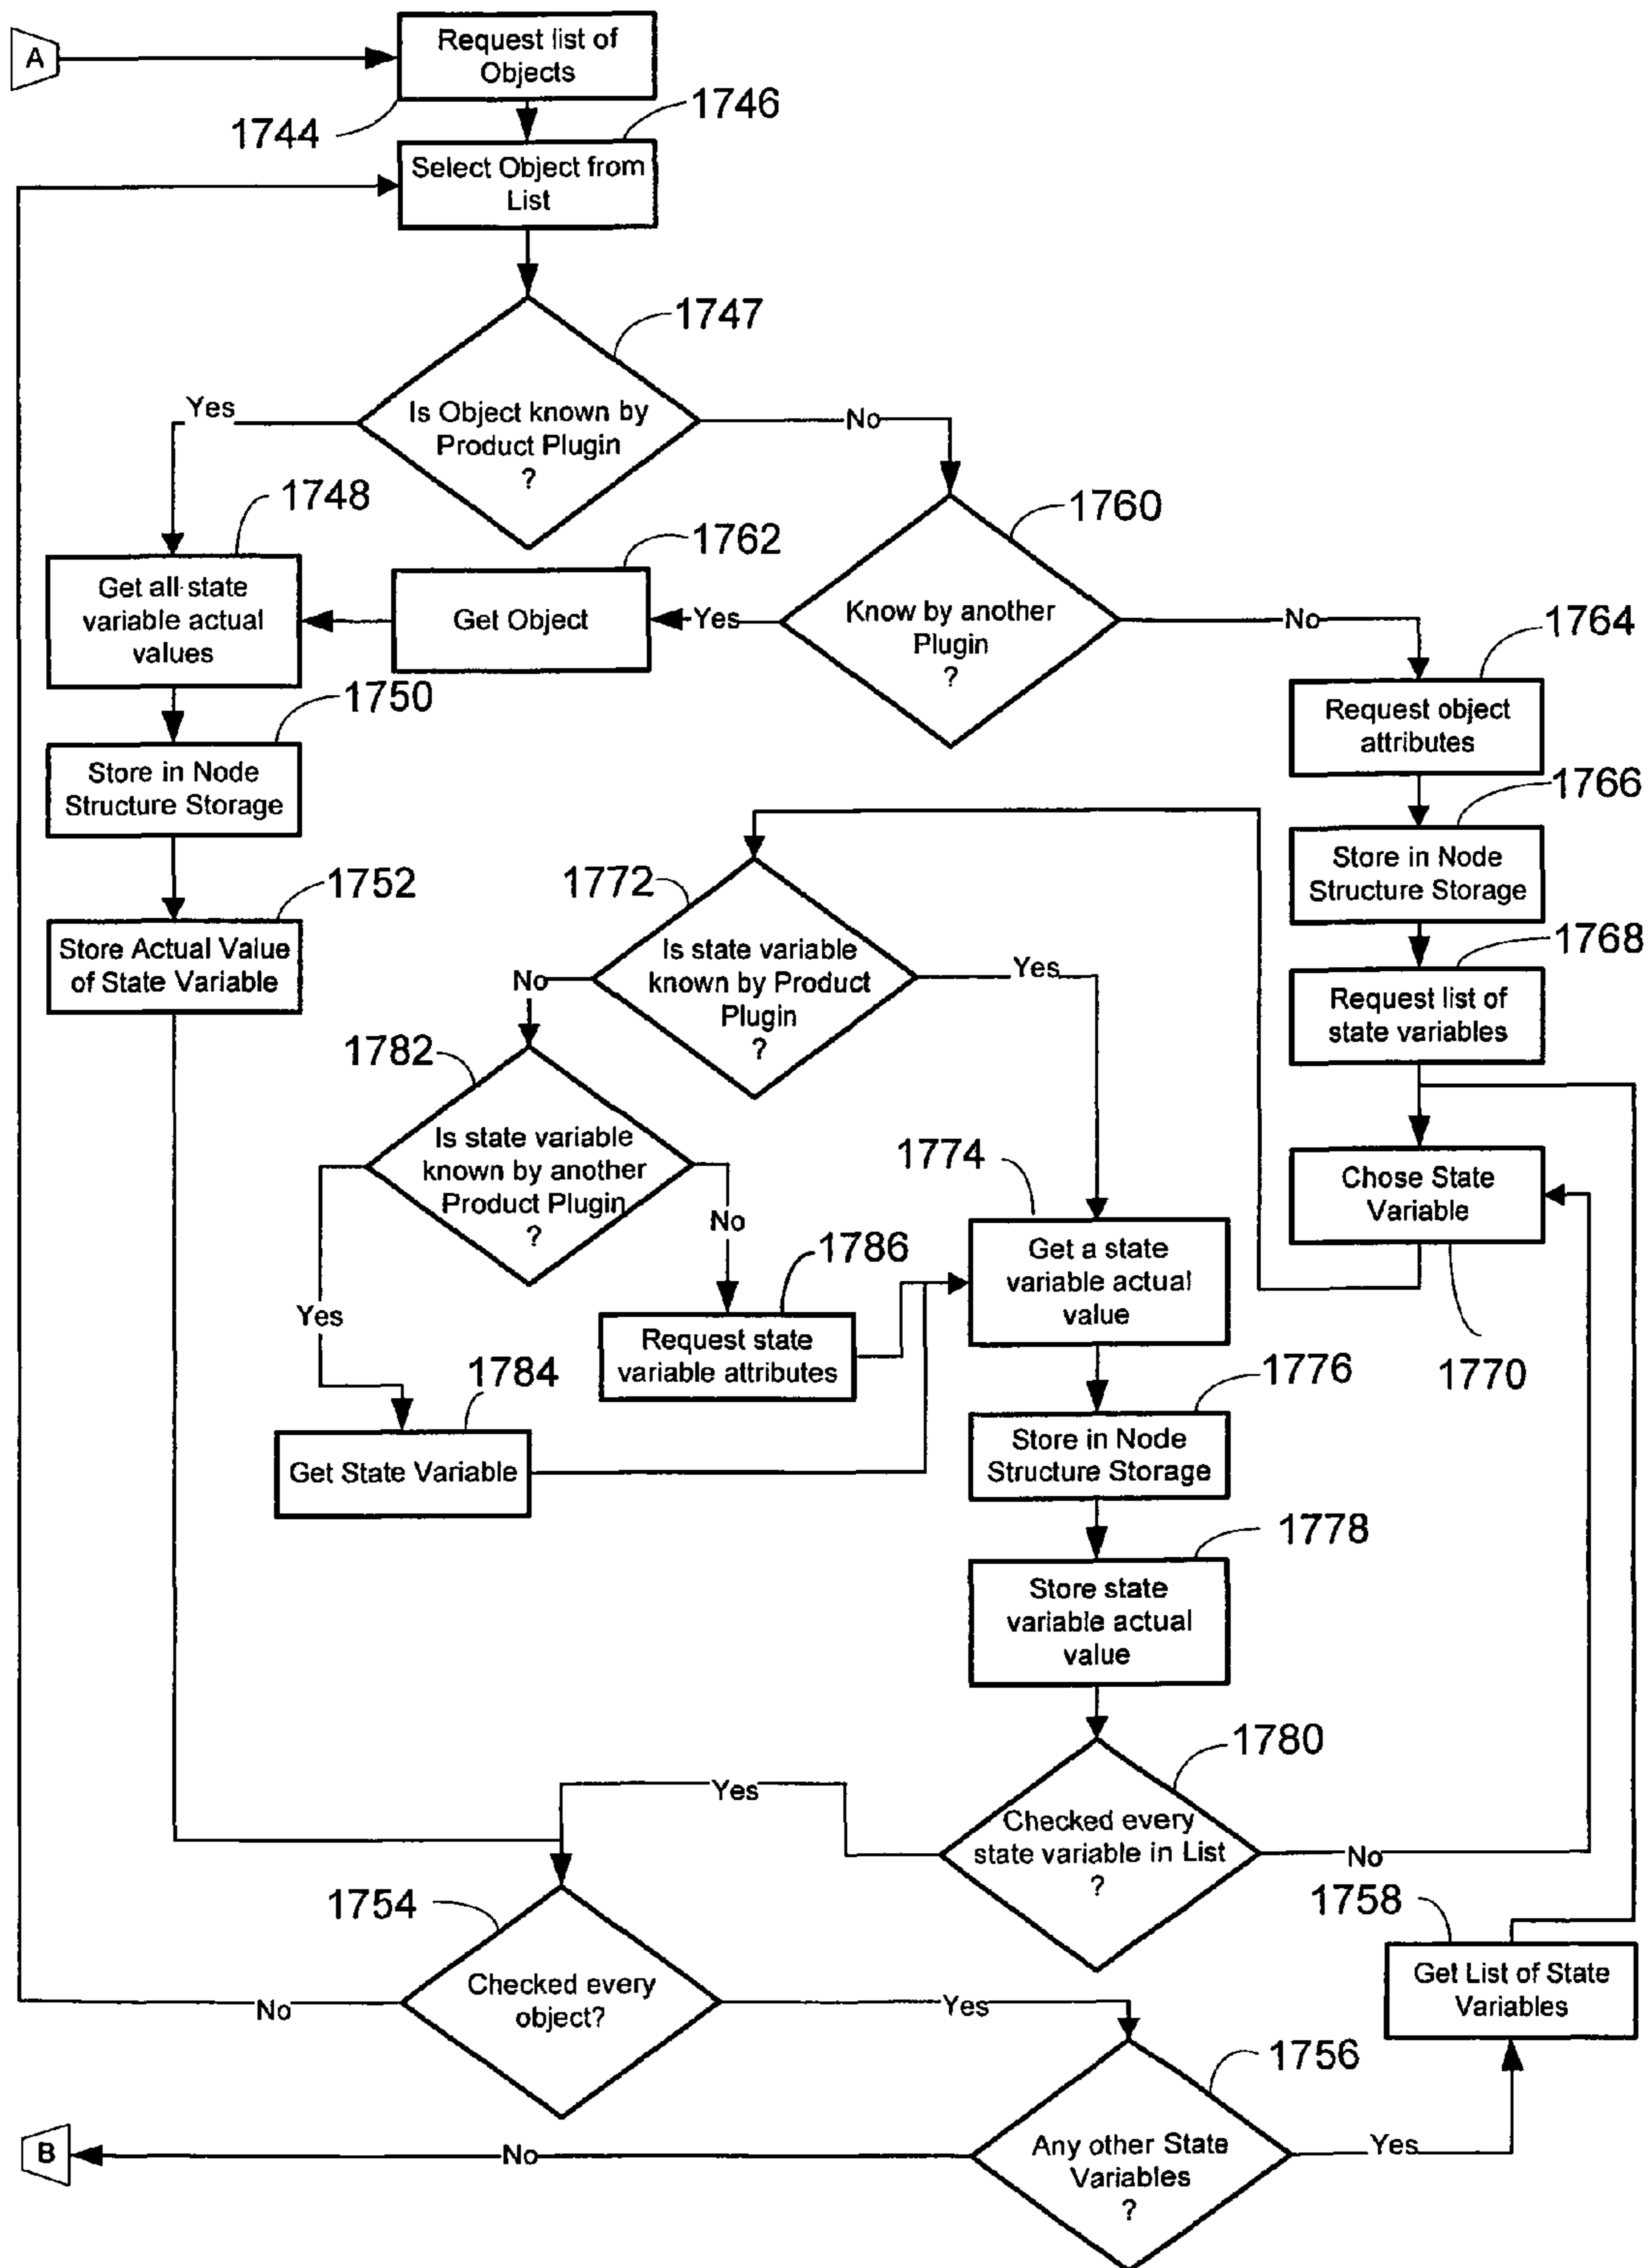 A
Request list of
Objects
1744
1746
Select Object from
List
1747
Is Object known by
Product Plugin
?
Yes
No
1748
1762
1760
Get all state
variable actual
values
Get Object
Yes
Know by another
Plugin
?
No
1764
Request object
attributes
1750
Store in Node
Structure Storage
1766
Store in Node
Structure Storage
1752
Store Actual Value
of State Variable
1772
Is state variable
known by Product
Plugin
?
No
Yes
1768
Request list of
state variables
1782
Is state variable
known by another
Product Plugin
?
Yes
No
1774
Get a state
variable actual
value
Chose State
Variable
1770
1786
Request state
variable attributes
1784
Get State Variable
1776
Store in Node
Structure Storage
1778
Store state
variable actual
value
1780
Checked every
state variable in List
?
Yes
No
1754
Checked every
object?
No
Yes
1758
Get List of State
Variables
1756
Any other State
Variables
?
Yes
No
B